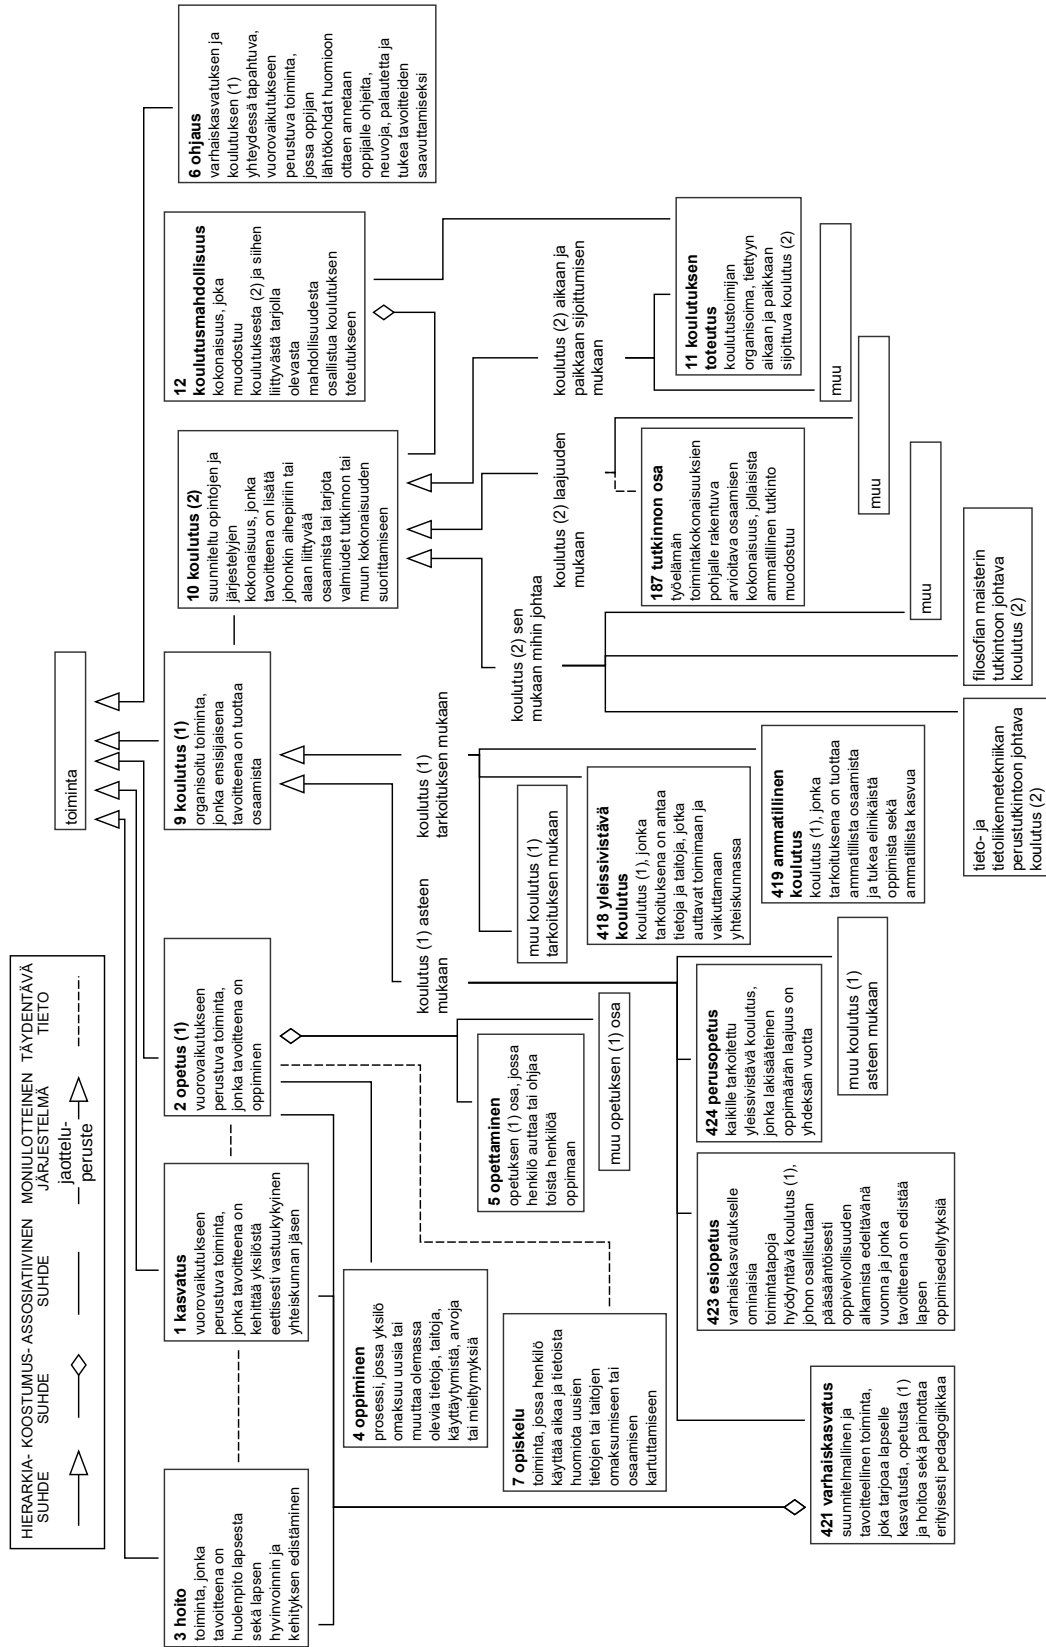 HIERARKIA- KOOSTUMUS- ASSOSIATIIVINEN MONIULOTTEINEN TÄYDENTÄVÄ
SUHDE SUHDE SUHDE JÄRJESTELMÄ TIETO
jaottelu-
peruste
toiminta
3 hoito
toiminta, jonka
tavoitteena on
huolenpito lapsesta
sekä lapsen
hyvinvoinnin ja
kehityksen edistäminen
1 kasvatus
vuorovaikutukseen
perustuva toiminta,
jonka tavoitteena on
kehittää yksilöstä
eettisesti vastuukykyinen
yhteiskunnan jäsen
2 opetus (1)
vuorovaikutukseen
perustuva toiminta,
jonka tavoitteena on
oppiminen
9 koulutus (1)
organisoitu toiminta,
jonka ensisijaisena
tavoitteena on tuottaa
osaamista
10 koulutus (2)
suunniteltu opintojen ja
järjestelyjen
kokonaisuus, jonka
tavoitteena on lisätä
johonkin aihepiiriin tai
alaan liittyvää
osaamista tai tarjota
valmiudet tutkinnon tai
muun kokonaisuuden
suorittamiseen
12
koulutusmahdollisuus
kokonaisuus, joka
muodostuu
koulutuksesta (2) ja siihen
liittyvästä tarjolla
olevasta
mahdollisuudesta
osallistua koulutuksen
toteutukseen
6 ohjaus
varhaiskasvatuksen ja
koulutuksen (1)
yhteydessä tapahtuva,
vuorovaikutukseen
perustuva toiminta,
jossa oppijan
lähtökohdat huomioon
ottaen annetaan
oppijalle ohjeita,
neuvoja, palautetta ja
tukea tavoitteiden
saavuttamiseksi
4 oppiminen
prosessi, jossa yksilö
omaksuu uusia tai
muuttaa olemassa
olevia tietoja, taitoja,
käyttäytymistä, arvoja
tai mieltymyksiä
7 opiskelu
toiminta, jossa henkilö
käyttää aikaa ja tietoista
huomiota uusien
tietojen tai taitojen
omaksumiseen tai
osaamisen
kartuttamiseen
5 opettaminen
opetuksen (1) osa, jossa
henkilö auttaa tai ohjaa
toista henkilöä
oppimaan
muu opetuksen (1) osa
koulutus (1) asteen
mukaan
koulutus (1)
tarkoituksen mukaan
muu koulutus (1)
tarkoituksen mukaan
418 yleissivistävä
koulutus
koulutus (1), jonka
tarkoituksena on antaa
tietoja ja taitoja, jotka
auttavat toimimaan ja
vaikuttamaan
yhteiskunnassa
419 ammatillinen
koulutus
koulutus (1), jonka
tarkoituksena on tuottaa
ammatillista osaamista
ja tukea elinikäistä
oppimista sekä
ammatillista kasvua
koulutus (2) sen
mukaan mihin johtaa
koulutus (2) laajuuden
mukaan
koulutus (2) aikaan ja
paikkaan sijoittumisen
mukaan
187 tutkinnon osa
työelämän
toimintakokonaisuuksien
pohjalle rakentuva
arvioitava osaamisen
kokonaisuus, jollaisista
ammatillinen tutkinto
muodostuu
11 koulutuksen
toteutus
koulutustoimijan
organisoima, tiettyyn
aikaan ja paikkaan
sijoittuva koulutus (2)
muu
muu
muu
421 varhaiskasvatus
suunnitelmallinen ja
tavoitteellinen toiminta,
joka tarjoaa lapselle
kasvatusta, opetusta (1)
ja hoitoa sekä painottaa
erityisesti pedagogiikkaa
423 esiopetus
varhaiskasvatukselle
ominaisia
toimintatapoja
hyödyntävä koulutus (1),
johon osallistutaan
pääsääntöisesti
oppivelvollisuuden
alkamista edeltävänä
vuonna ja jonka
tavoitteena on edistää
lapsen
oppimisedellytyksiä
424 perusopetus
kaikille tarkoitettu
yleissivistävä koulutus,
jonka lakisääteinen
oppimäärän laajuus on
yhdeksän vuotta
muu koulutus (1)
asteen mukaan
tieto- ja
tietoliikennetekniikan
perustutkintoon johtava
koulutus (2)
filosofian maisterin
tutkintoon johtava
koulutus (2)